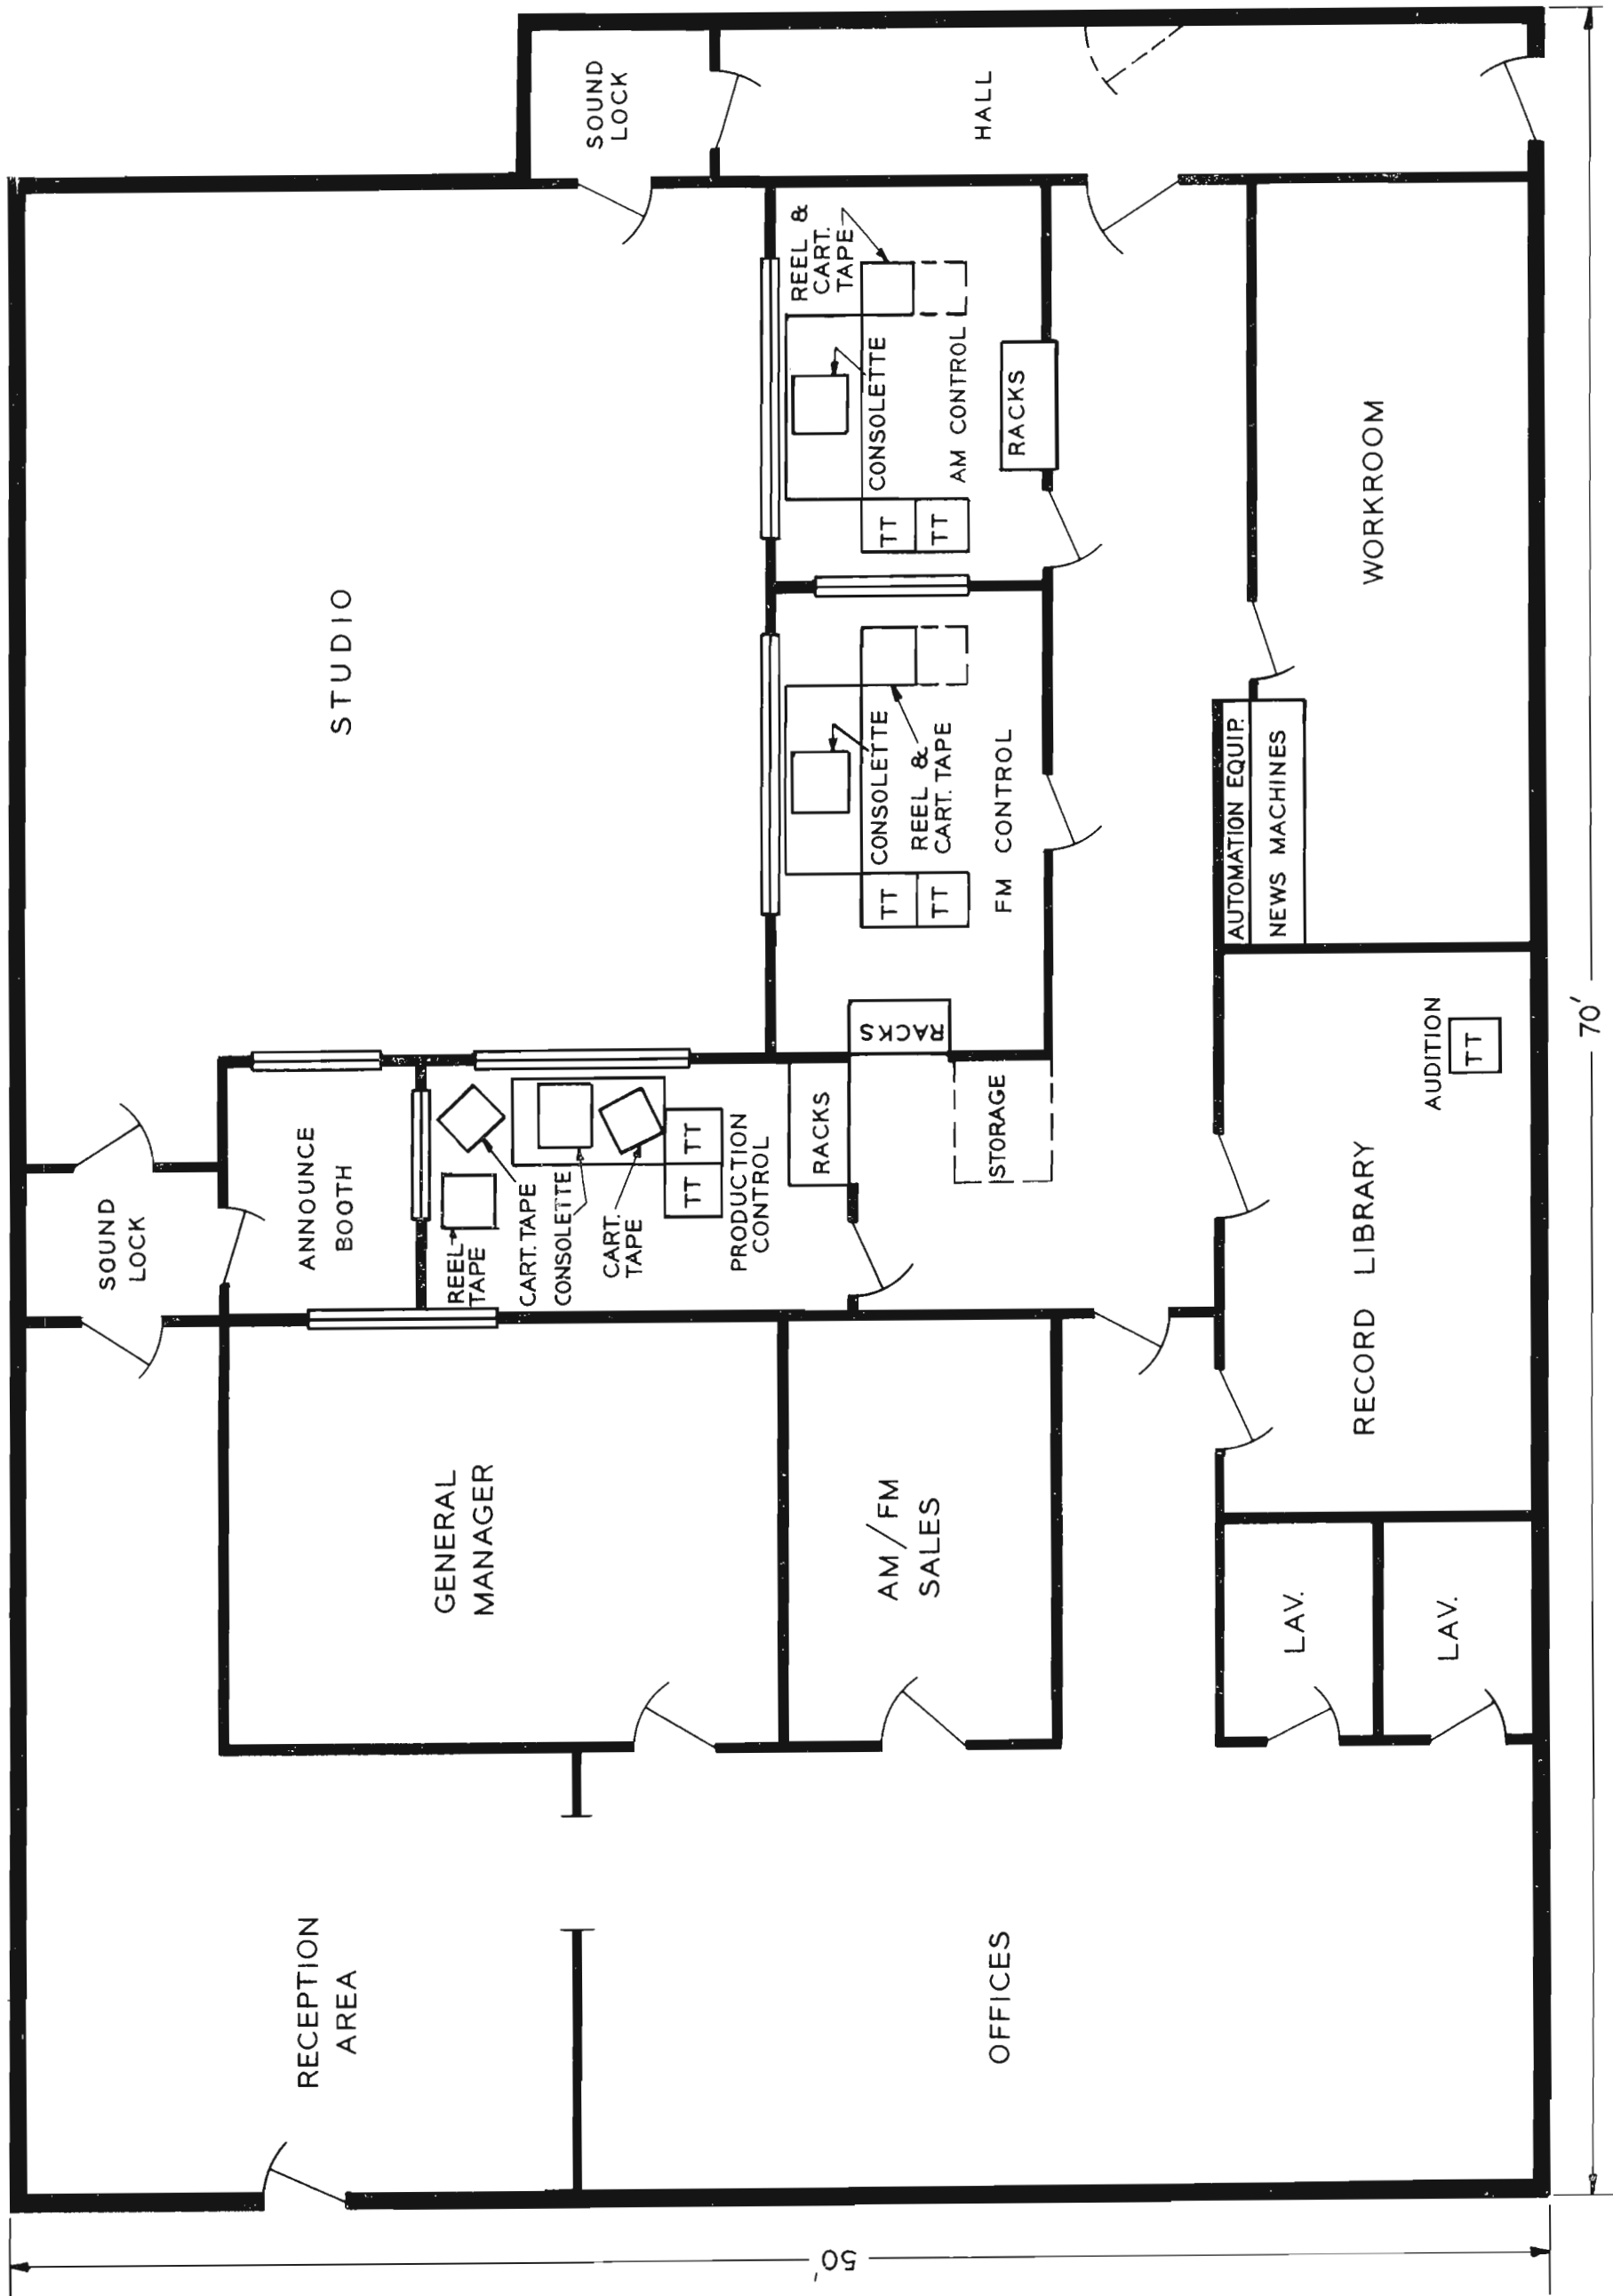 SOUND
LOCK
HALL
STUDIO
REEL &
CART.
TAPE
CONSOLETTE
AM CONTROL
RACKS
TT
TT
WORKROOM
CONSOLETTE
REEL &
CART. TAPE
FM CONTROL
TT
TT
RACKS
AUTOMATION EQUIP.
NEWS MACHINES
SOUND
LOCK
ANNOUNCE
BOOTH
REEL
TAPE
CART. TAPE
CONSOLETTE
CART.
TAPE
TT
TT
PRODUCTION
CONTROL
RACKS
STORAGE
AUDITION
TT
RECORD LIBRARY
GENERAL
MANAGER
AM/FM
SALES
LAV.
LAV.
RECEPTION
AREA
OFFICES
70'
50'